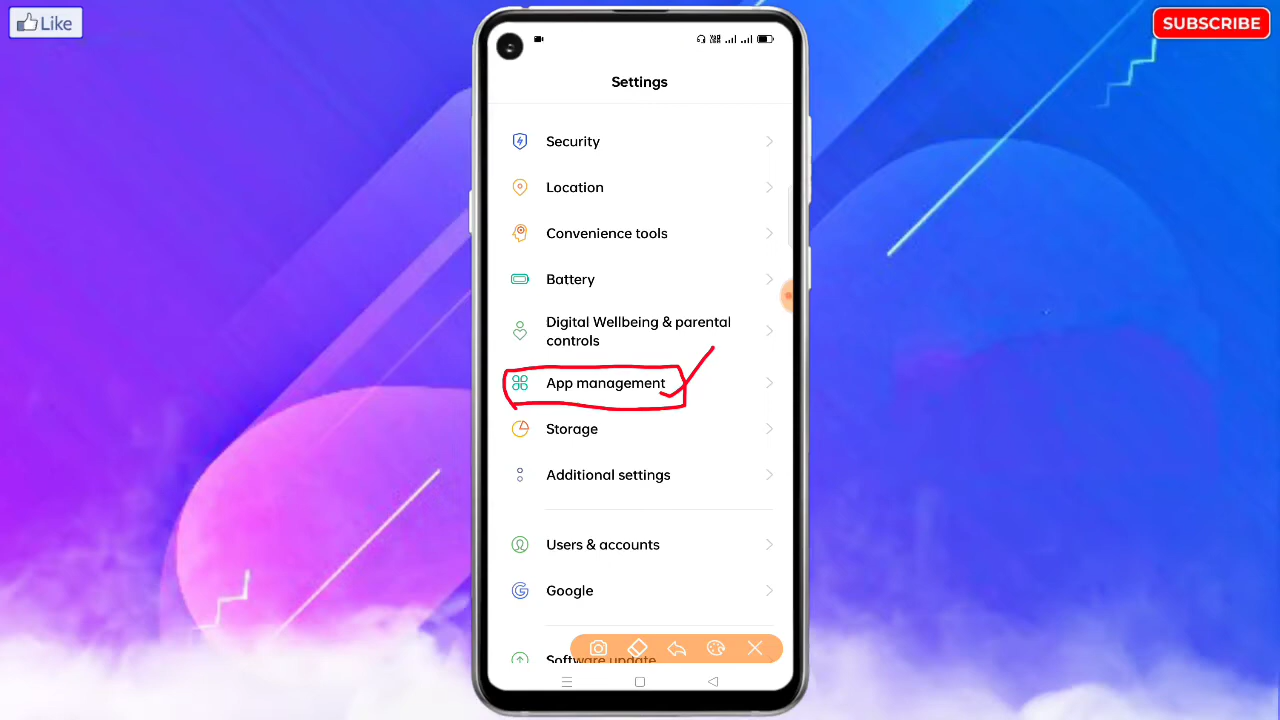 Like
SUBSCRIBE
Settings
Security
Location
Convenience tools
Battery
Digital Wellbeing & parental
controls
App management
Storage
Additional settings
Users & accounts
Google
Software update